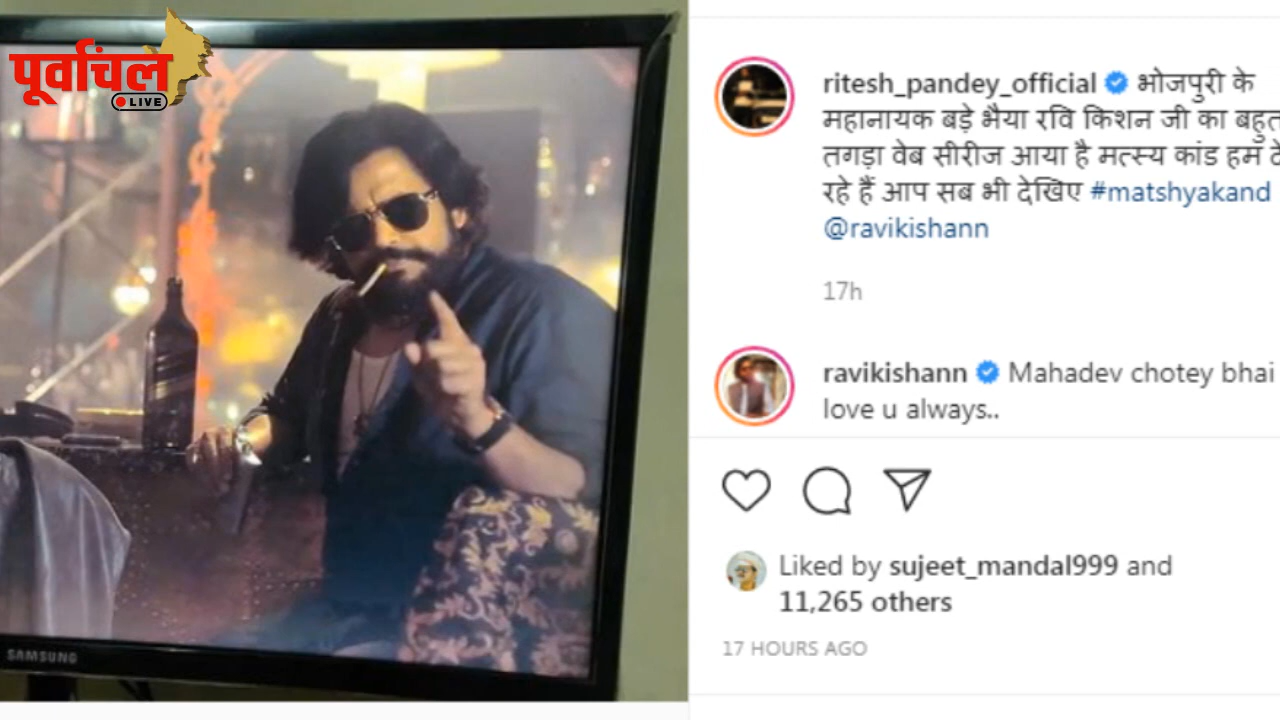 पूर्वांचल
LIVE
SAMSUNG
ritesh_pandey_official भोजपुरी के
महानायक बड़े भैया रवि किशन जी का बहुत
तगड़ा वेब सीरीज आया है मत्स्य कांड हम
रहे हैं आप सब भी देखिए #matshyakand
@ravikishann
17h
ravikishann Mahadev chotey bhai
love u always..
Liked by sujeet_mandal999 and
11,265 others
17 HOURS AGO